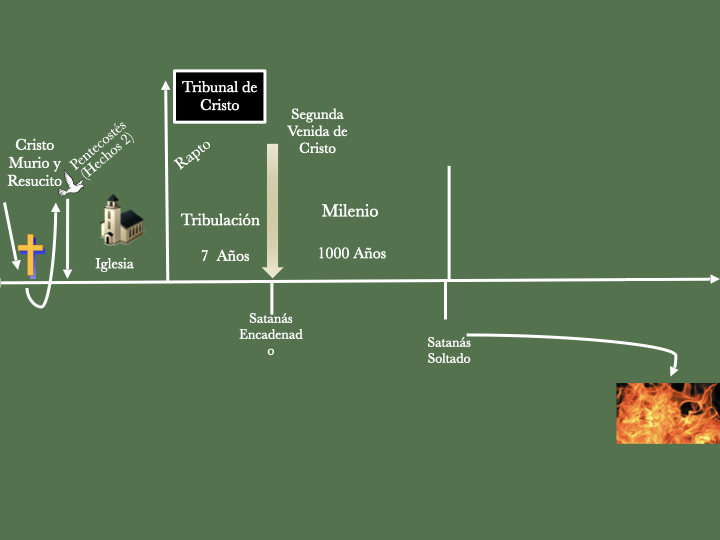 Cristo
Murio y
Resucito
Pentecostés
(Hechos 2)
Iglesia
Rapto
Tribunal de
Cristo
Tribulación
7 Años
Segunda
Venida de
Cristo
Milenio
1000 Años
Satanás
Encadenad
o
Satanás
Soltado